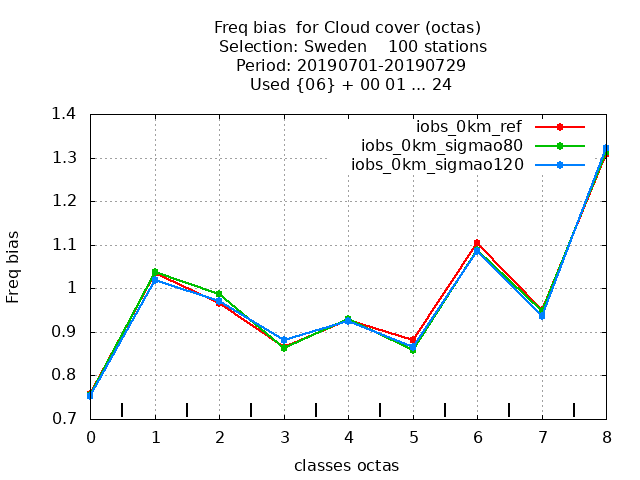 Freq bias  for Cloud cover (octas)
Selection: Sweden    100 stations
Period: 20190701-20190729
Used {06} + 00 01 ... 24
iobs_0km_ref
iobs_0km_sigmao80
iobs_0km_sigmao120
Freq bias
1.4
1.3
1.2
1.1
1
0.9
0.8
0.7
0 1 2 3 4 5 6 7 8
classes octas